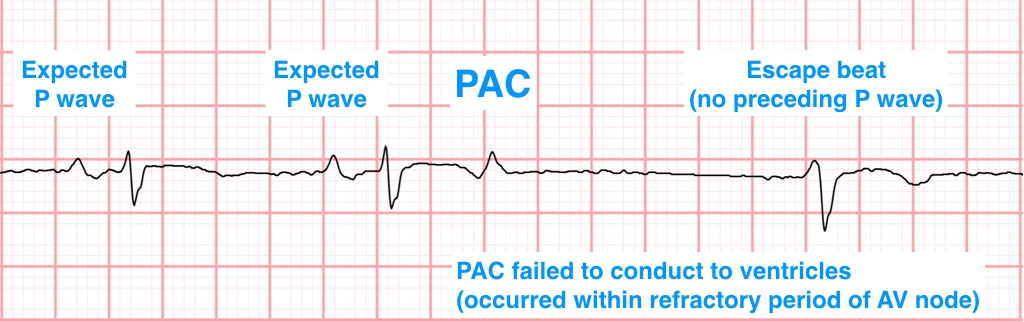 Expected
P wave
Expected
P wave
PAC
Escape beat
(no preceding P wave)
PAC failed to conduct to ventricles
(occurred within refractory period of AV node)